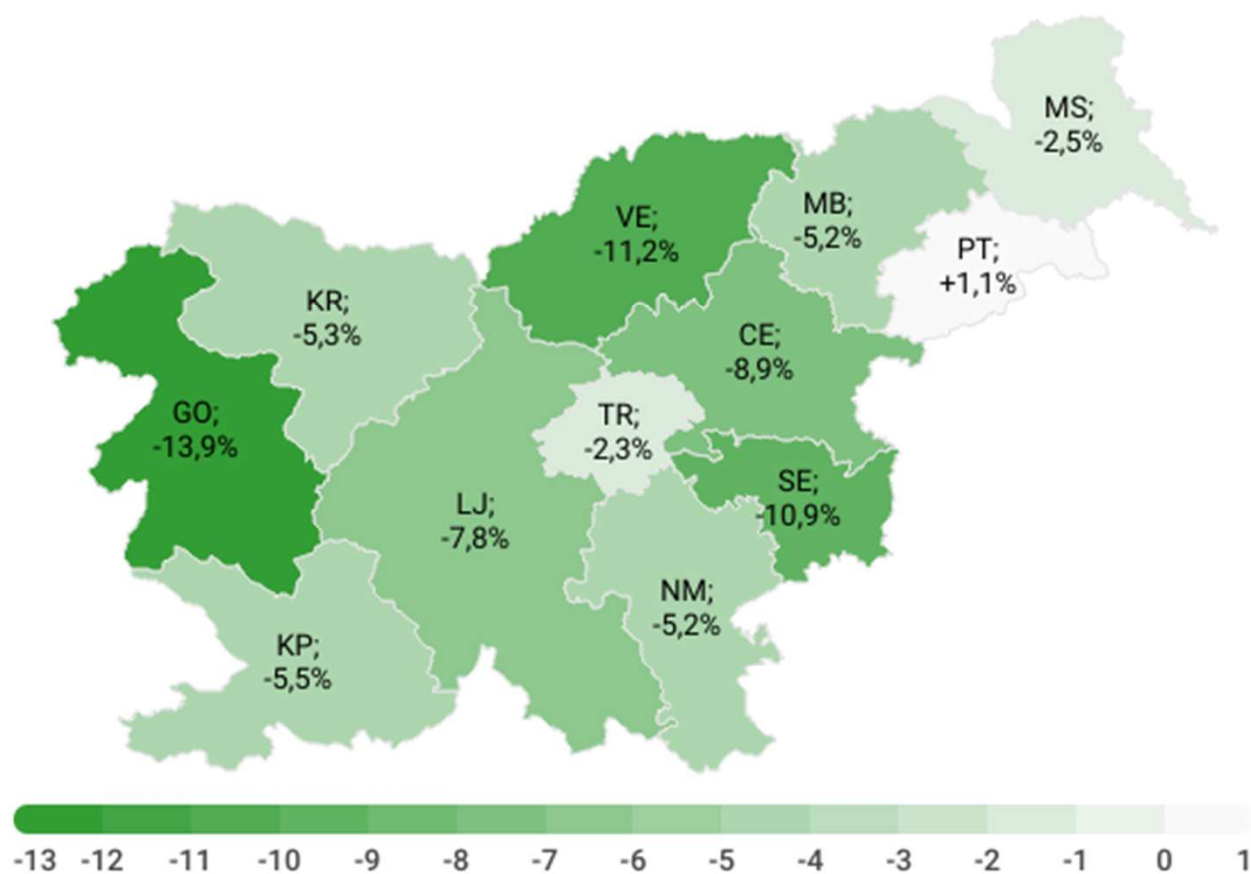 MS;
-2,5%
VE;
-11,2%
MB;
-5,2%
PT;
+1,1%
KR;
-5,3%
CE;
-8,9%
GO;
-13,9%
TR;
-2,3%
LJ;
-7,8%
SE;
-10,9%
NM;
-5,2%
KP;
-5,5%
-13 -12 -11 -10 -9 -8 -7 -6 -5 -4 -3 -2 -1 0 1